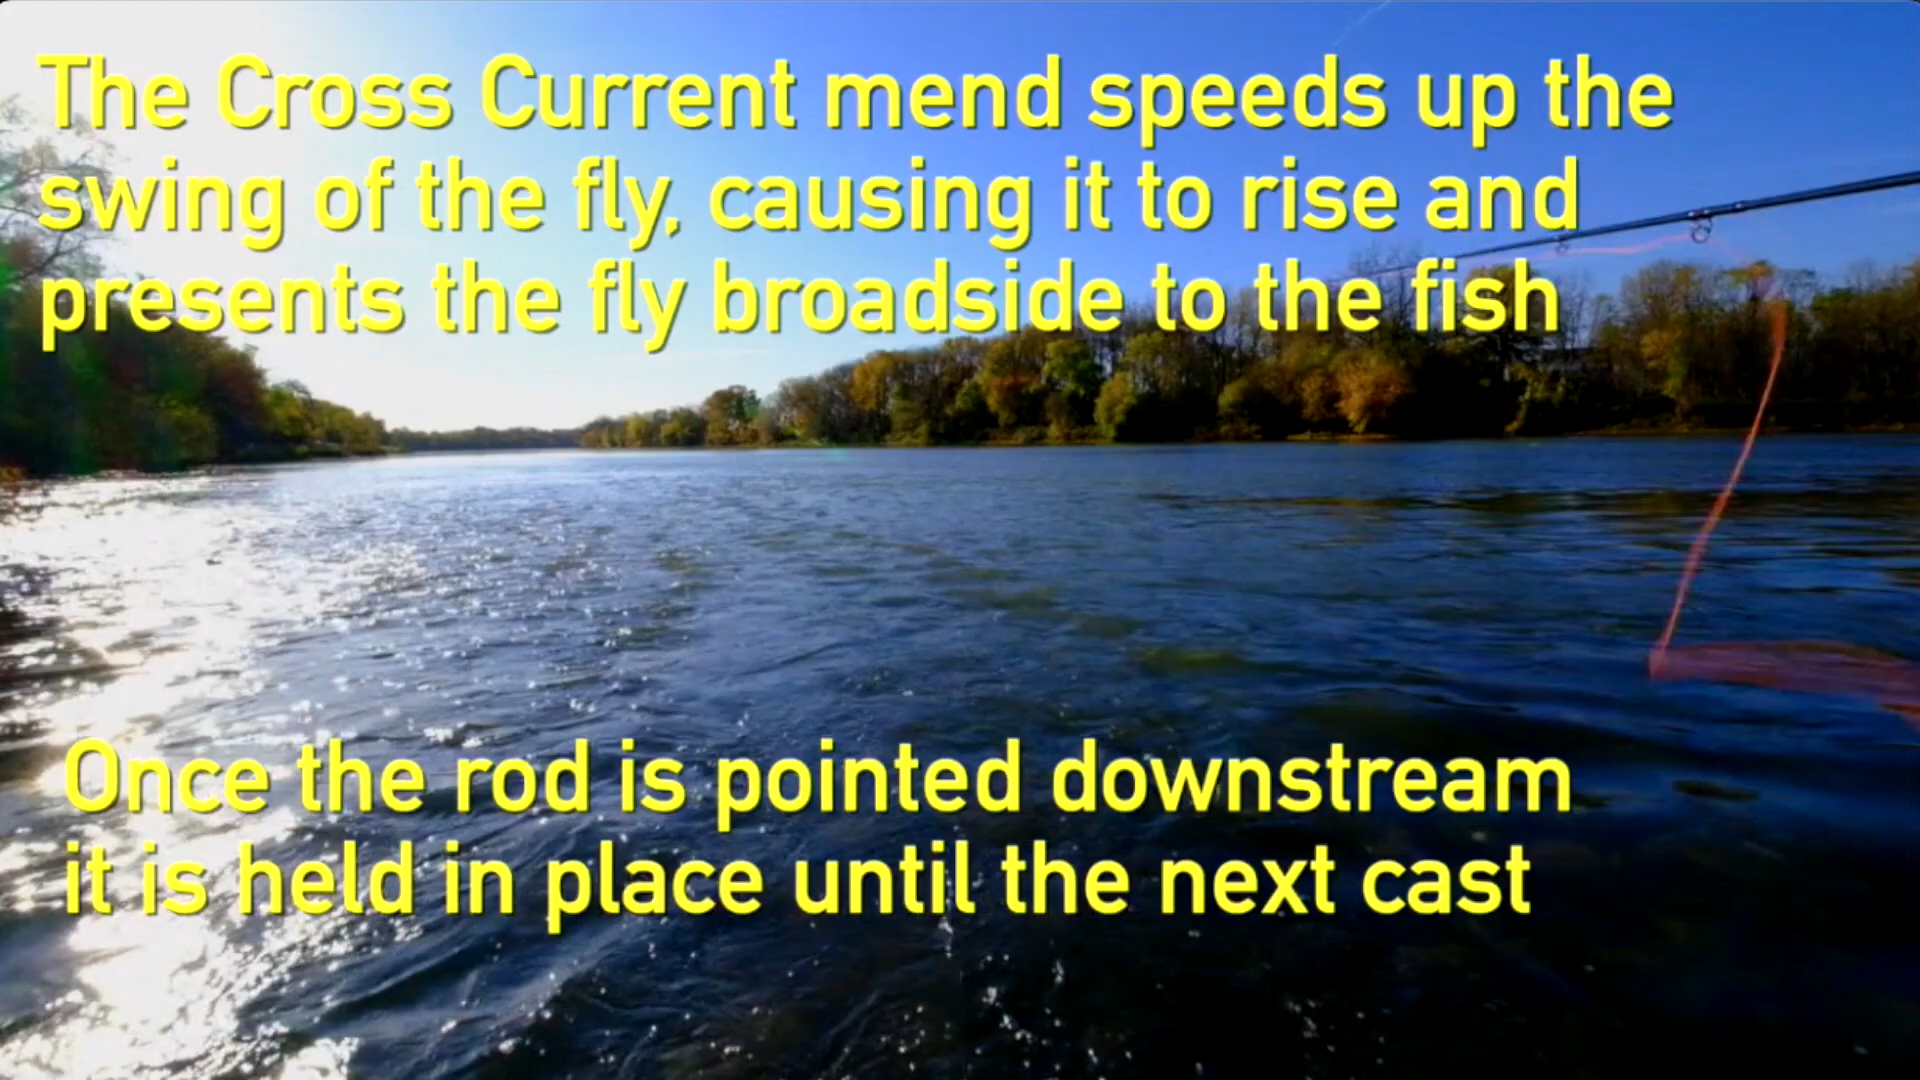 The Cross Current mend speeds up the
swing of the fly, causing it to rise and
presents the fly broadside to the fish
Once the rod is pointed downstream
it is held in place until the next cast